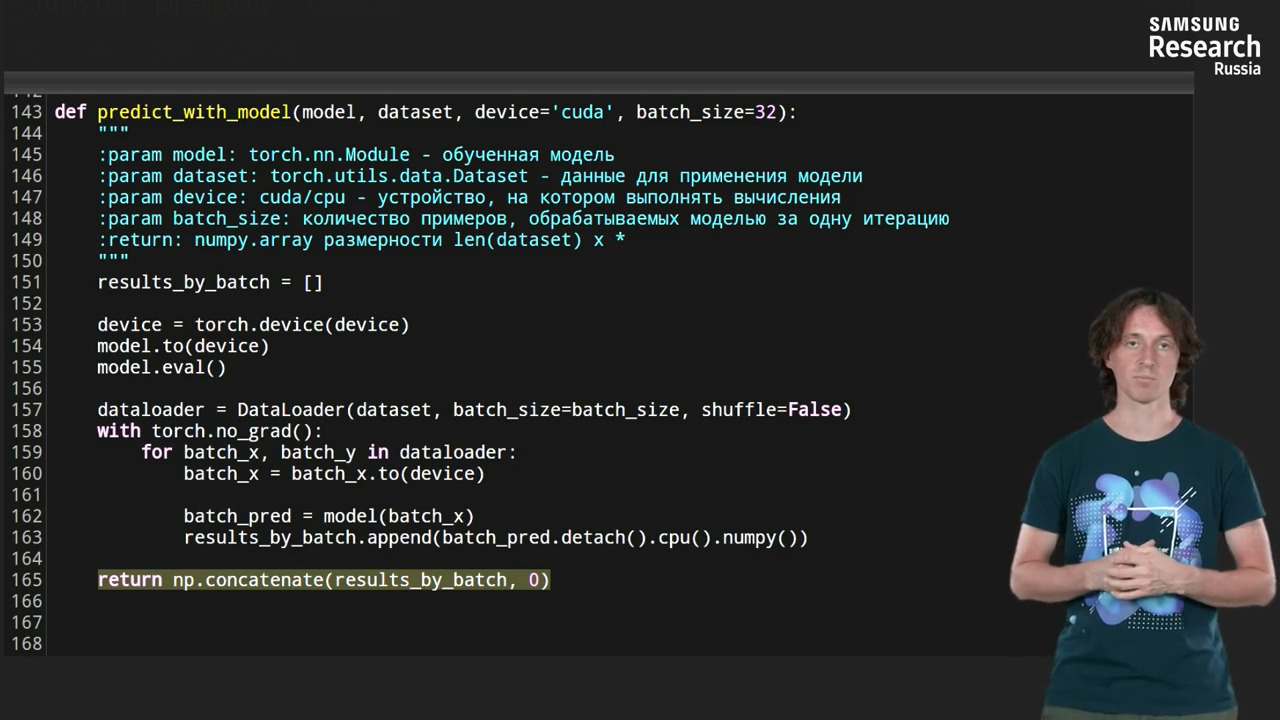 SAMSUNG
Research
Russia
143 def predict_with_model(model, dataset, device='cuda', batch_size=32):
144 """
145 :param model: torch.nn.Module - обученная модель
146 :param dataset: torch.utils.data.Dataset - данные для применения модели
147 :param device: cuda/cpu - устройство, на котором выполнять вычисления
148 :param batch_size: количество примеров, обрабатываемых моделью за одну итерацию
149 :return: numpy.array размерности len(dataset) x *
150 """
151 results_by_batch = []
152
153 device = torch.device(device)
154 model.to(device)
155 model.eval()
156
157 dataloader = DataLoader(dataset, batch_size=batch_size, shuffle=False)
158 with torch.no_grad():
159 for batch_x, batch_y in dataloader:
160 batch_x = batch_x.to(device)
161
162 batch_pred = model(batch_x)
163 results_by_batch.append(batch_pred.detach().cpu().numpy())
164
165 return np.concatenate(results_by_batch, 0)
166
167
168